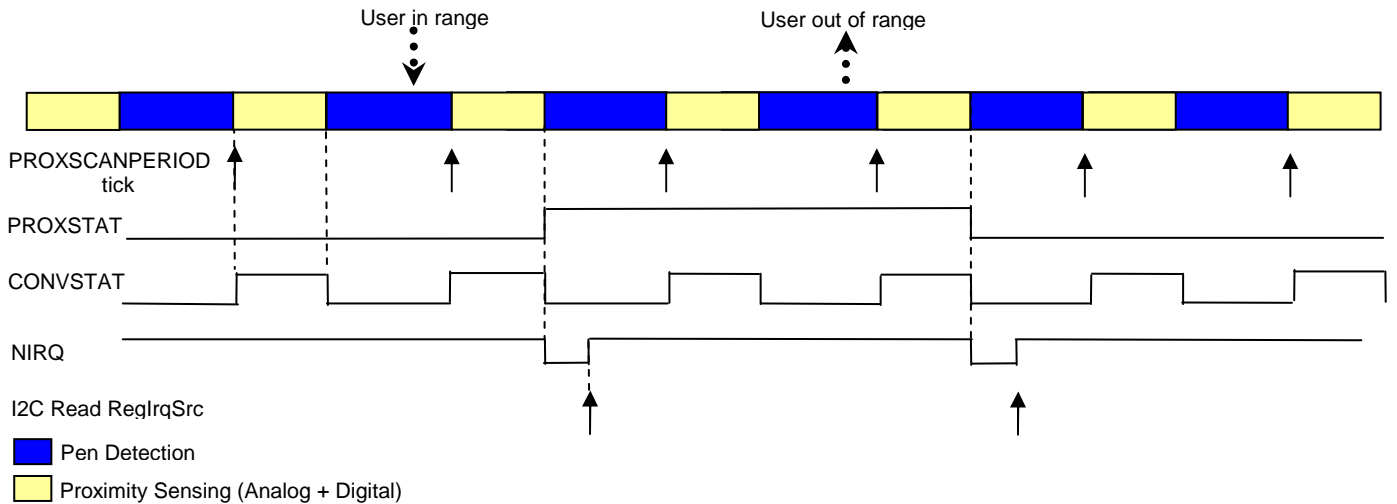 User in range
User out of range
PROXSCANPERIOD
tick
PROXSTAT
CONVSTAT
NIRQ
I2C Read RegIrqSrc
Pen Detection
Proximity Sensing (Analog + Digital)